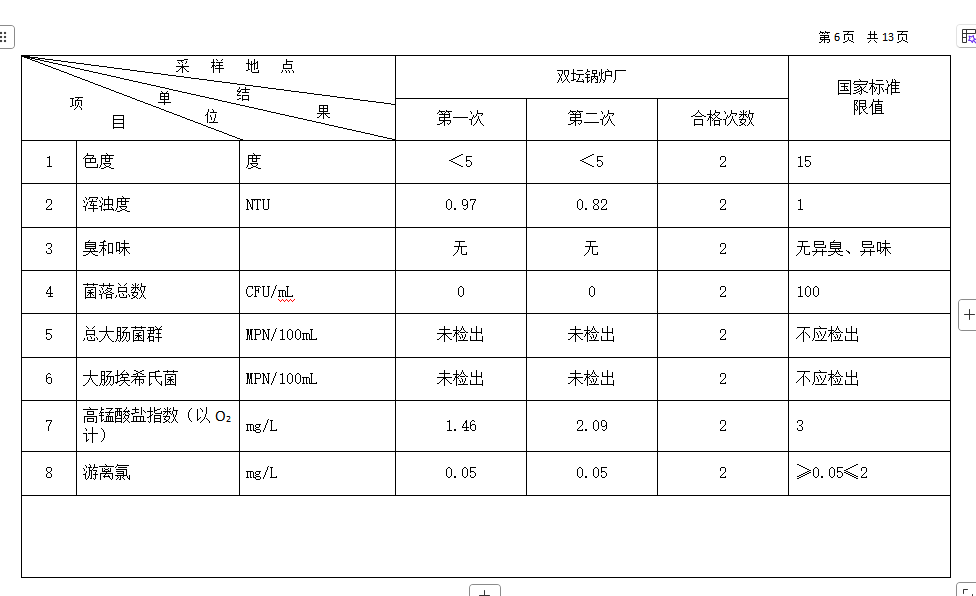 第6页 共13页
采样地点
结果
单位
项目
双坛锅炉厂
国家标准
限值
第一次 第二次 合格次数
1 色度 度 ＜5 ＜5 2 15
2 浑浊度 NTU 0.97 0.82 2 1
3 臭和味 无 无 2 无异臭、异味
4 菌落总数 CFU/mL 0 0 2 100
5 总大肠菌群 MPN/100mL 未检出 未检出 2 不应检出
6 大肠埃希氏菌 MPN/100mL 未检出 未检出 2 不应检出
7 高锰酸盐指数（以 O₂
计） mg/L 1.46 2.09 2 3
8 游离氯 mg/L 0.05 0.05 2 ≥0.05≤2